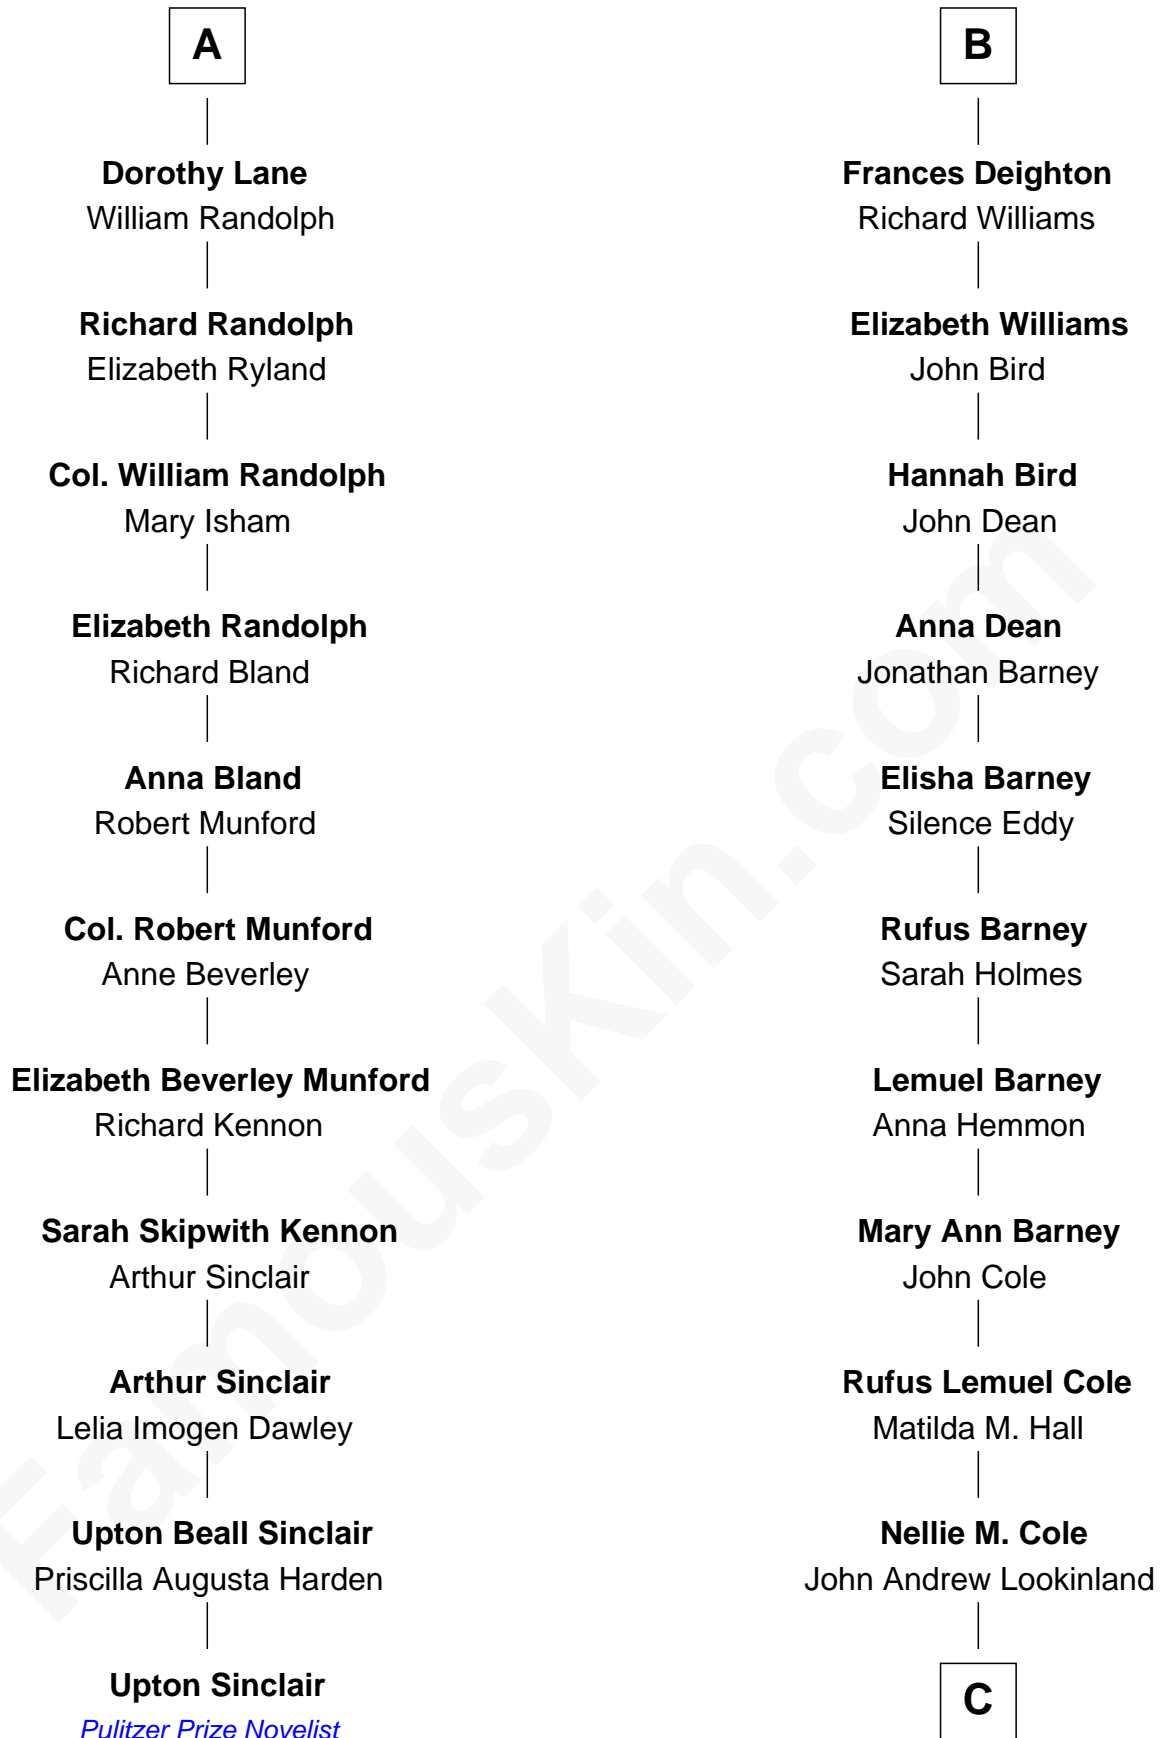 A
Dorothy Lane
William Randolph
Richard Randolph
Elizabeth Ryland
Col. William Randolph
Mary Isham
Elizabeth Randolph
Richard Bland
Anna Bland
Robert Munford
Col. Robert Munford
Anne Beverley
Elizabeth Beverley Munford
Richard Kennon
Sarah Skipwith Kennon
Arthur Sinclair
Arthur Sinclair
Lelia Imogen Dawley
Upton Beall Sinclair
Priscilla Augusta Harden
Upton Sinclair
Pulitzer Prize Novelist
B
Frances Deighton
Richard Williams
Elizabeth Williams
John Bird
Hannah Bird
John Dean
Anna Dean
Jonathan Barney
Elisha Barney
Silence Eddy
Rufus Barney
Sarah Holmes
Lemuel Barney
Anna Hemmon
Mary Ann Barney
John Cole
Rufus Lemuel Cole
Matilda M. Hall
Nellie M. Cole
John Andrew Lookinland
C
FamousKin.com